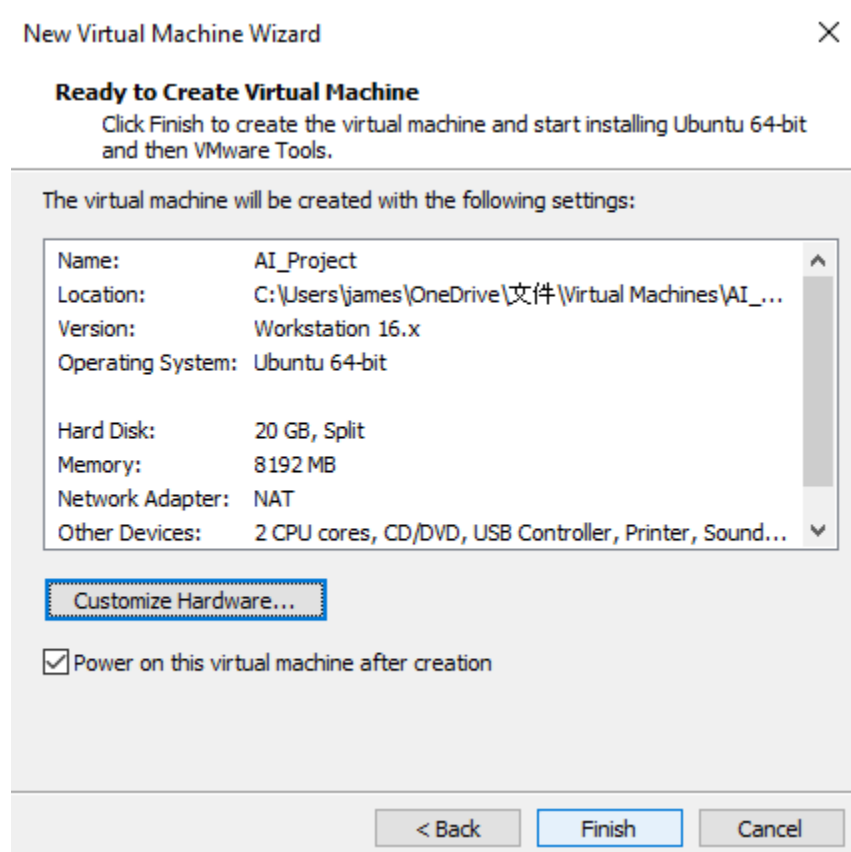 New Virtual Machine Wizard
Ready to Create Virtual Machine
Click Finish to create the virtual machine and start installing Ubuntu 64-bit
and then VMware Tools.
The virtual machine will be created with the following settings:
Name: AI_Project
Location: C:\Users\james\OneDrive\文件\Virtual Machines\AI_...
Version: Workstation 16.x
Operating System: Ubuntu 64-bit
Hard Disk: 20 GB, Split
Memory: 8192 MB
Network Adapter: NAT
Other Devices: 2 CPU cores, CD/DVD, USB Controller, Printer, Sound...
Customize Hardware...
Power on this virtual machine after creation
< Back Finish Cancel